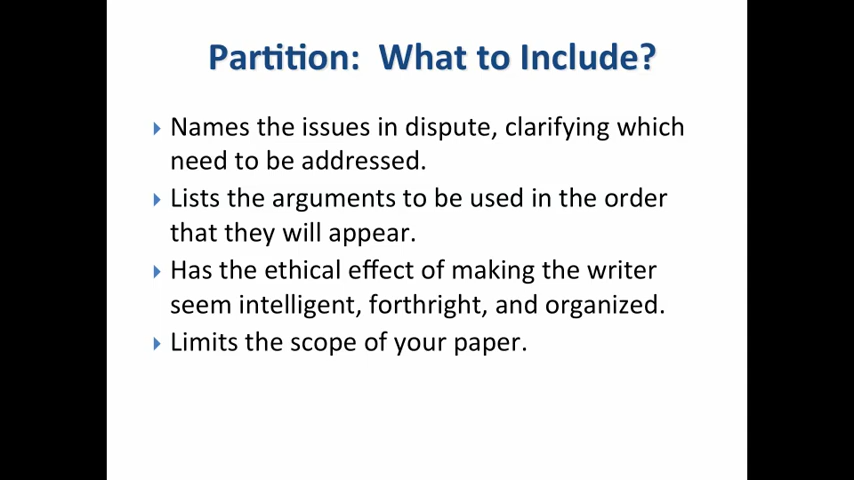 Partition: What to Include?
Names the issues in dispute, clarifying which
need to be addressed.
Lists the arguments to be used in the order
that they will appear.
Has the ethical effect of making the writer
seem intelligent, forthright, and organized.
Limits the scope of your paper.